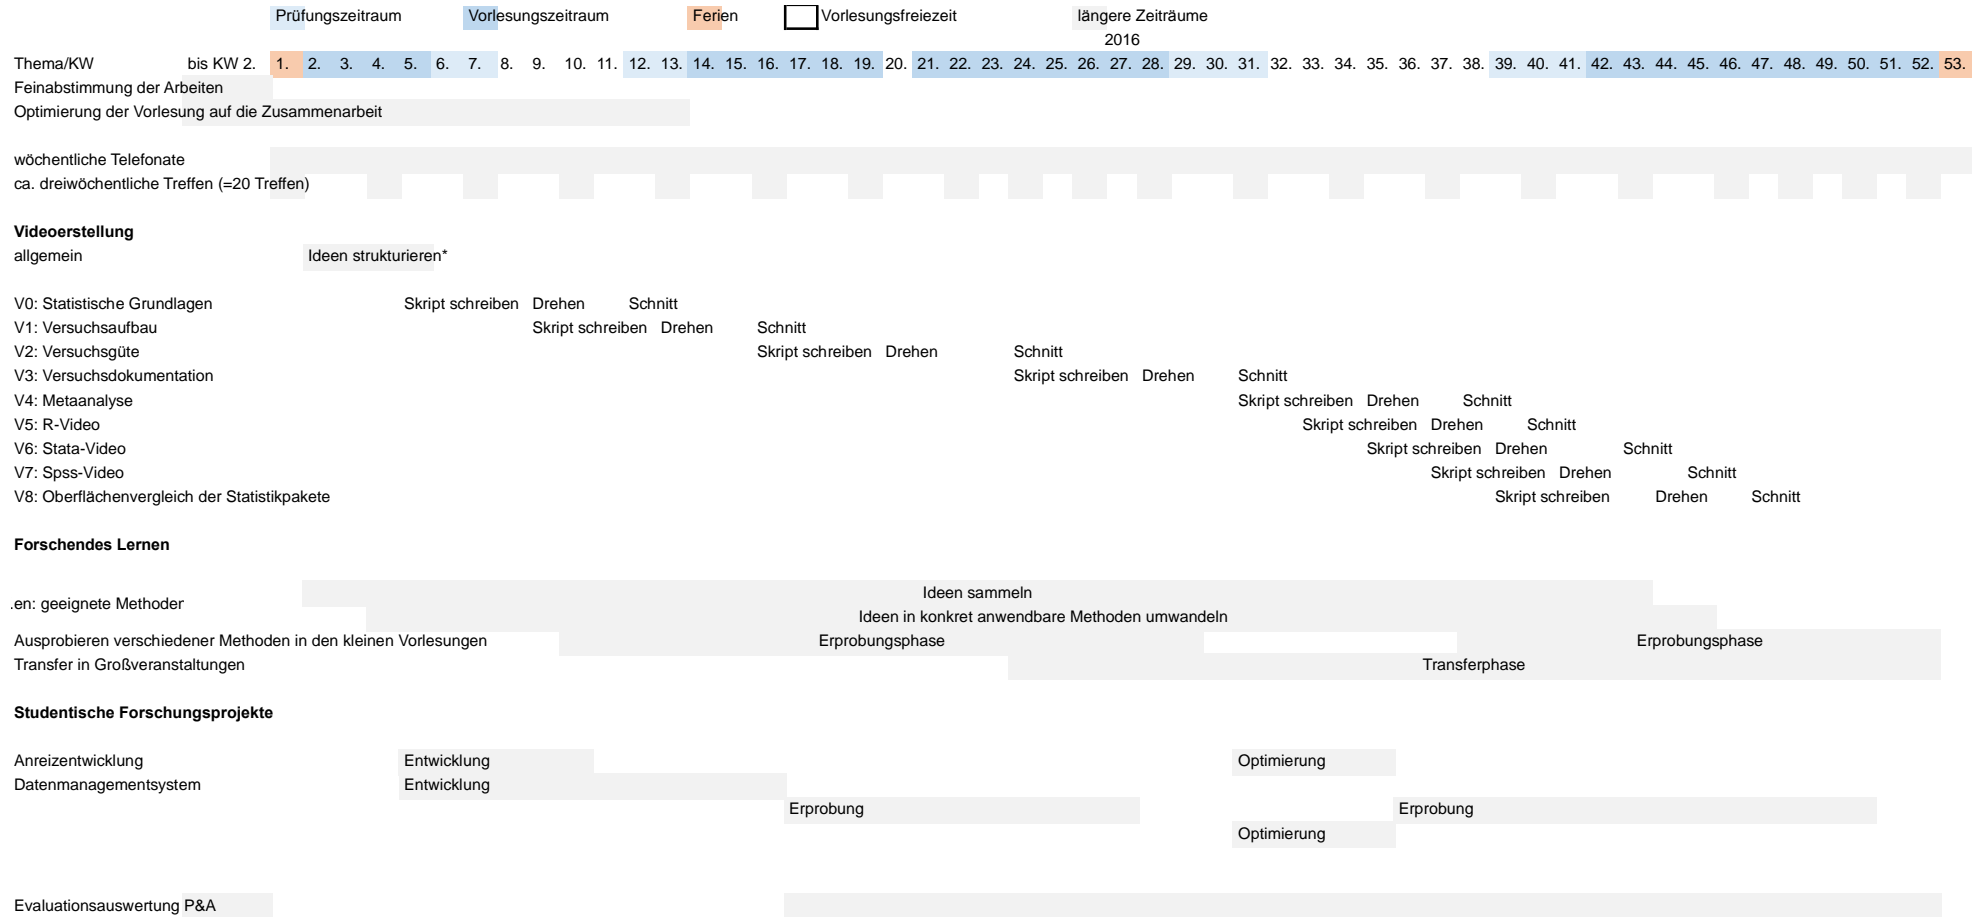 Prüfungszeitraum Vorlesungszeitraum Ferien Vorlesungsfreiezeit längere Zeiträume
2016
Thema/KW bis KW 2. 1. 2. 3. 4. 5. 6. 7. 8. 9. 10. 11. 12. 13. 14. 15. 16. 17. 18. 19. 20. 21. 22. 23. 24. 25. 26. 27. 28. 29. 30. 31. 32. 33. 34. 35. 36. 37. 38. 39. 40. 41. 42. 43. 44. 45. 46. 47. 48. 49. 50. 51. 52. 53.
Feinabstimmung der Arbeiten
Optimierung der Vorlesung auf die Zusammenarbeit
wöchentliche Telefonate
ca. dreiwöchentliche Treffen (=20 Treffen)
Videoerstellung
allgemein Ideen strukturieren*
V0: Statistische Grundlagen Skript schreiben Drehen Schnitt
V1: Versuchsaufbau Skript schreiben Drehen Schnitt
V2: Versuchsgüte Skript schreiben Drehen Schnitt
V3: Versuchsdokumentation Skript schreiben Drehen Schnitt
V4: Metaanalyse Skript schreiben Drehen Schnitt
V5: R-Video Skript schreiben Drehen Schnitt
V6: Stata-Video Skript schreiben Drehen Schnitt
V7: Spss-Video Skript schreiben Drehen Schnitt
V8: Oberflächenvergleich der Statistikpakete Skript schreiben Drehen Schnitt
Forschendes Lernen
Ideen sammeln
.en: geeignete Methoden
Ideen in konkret anwendbare Methoden umwandeln
Ausprobieren verschiedener Methoden in den kleinen Vorlesungen Erprobungsphase Erprobungsphase
Transfer in Großveranstaltungen Transferphase
Studentische Forschungsprojekte
Anreizentwicklung Entwicklung Optimierung
Datenmanagementsystem Entwicklung
Erprobung Erprobung
Optimierung
Evaluationsauswertung P&A